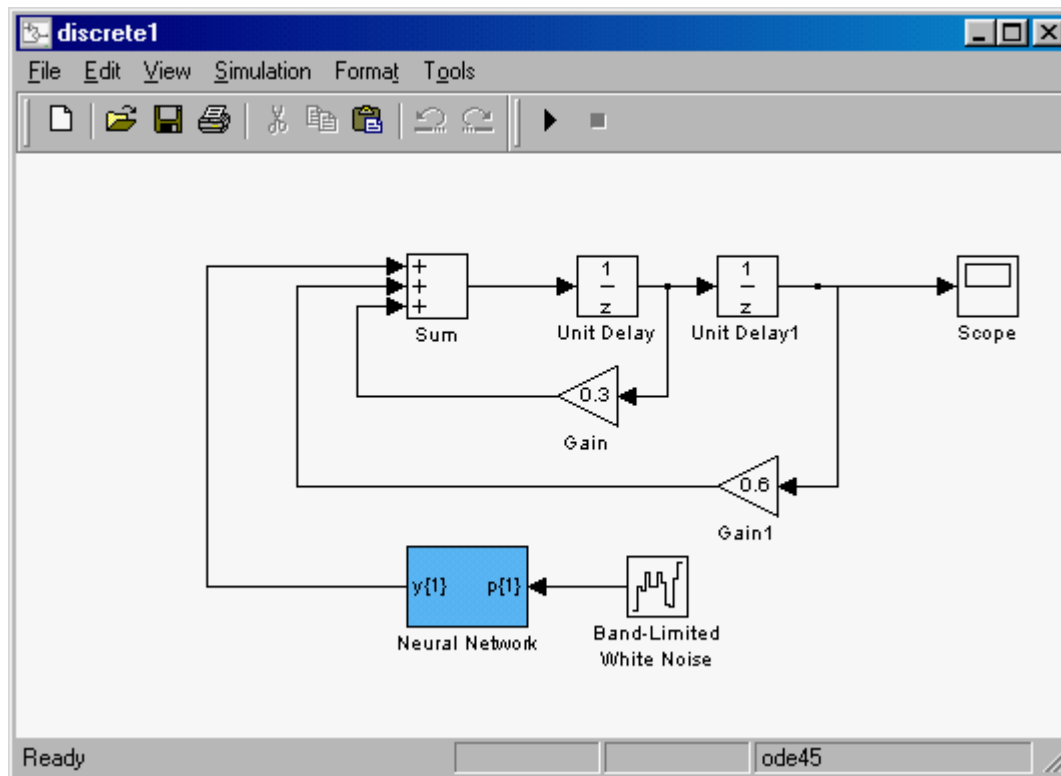 discrete1
File Edit View Simulation Format Tools
+
+
+
Sum
1
z
Unit Delay
1
z
Unit Delay1
Scope
0.3
Gain
0.6
Gain1
y{1} p{1}
Neural Network
Band-Limited
White Noise
Ready ode45